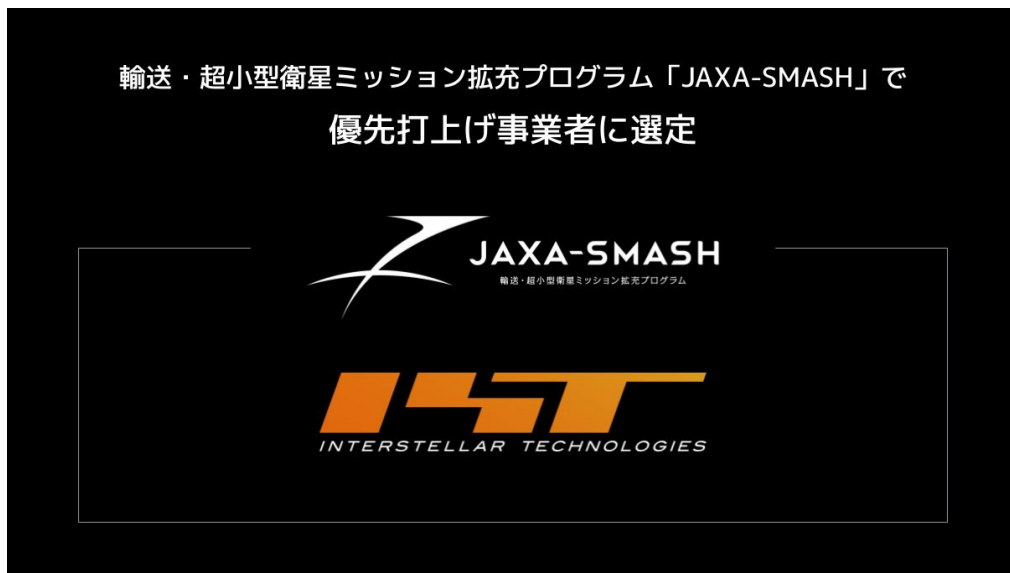 輸送・超小型衛星ミッション拡充プログラム「JAXA-SMASH」で
優先打上げ事業者に選定
JAXA-SMASH
輸送・超小型衛星ミッション拡充プログラム
IST
INTERSTELLAR TECHNOLOGIES